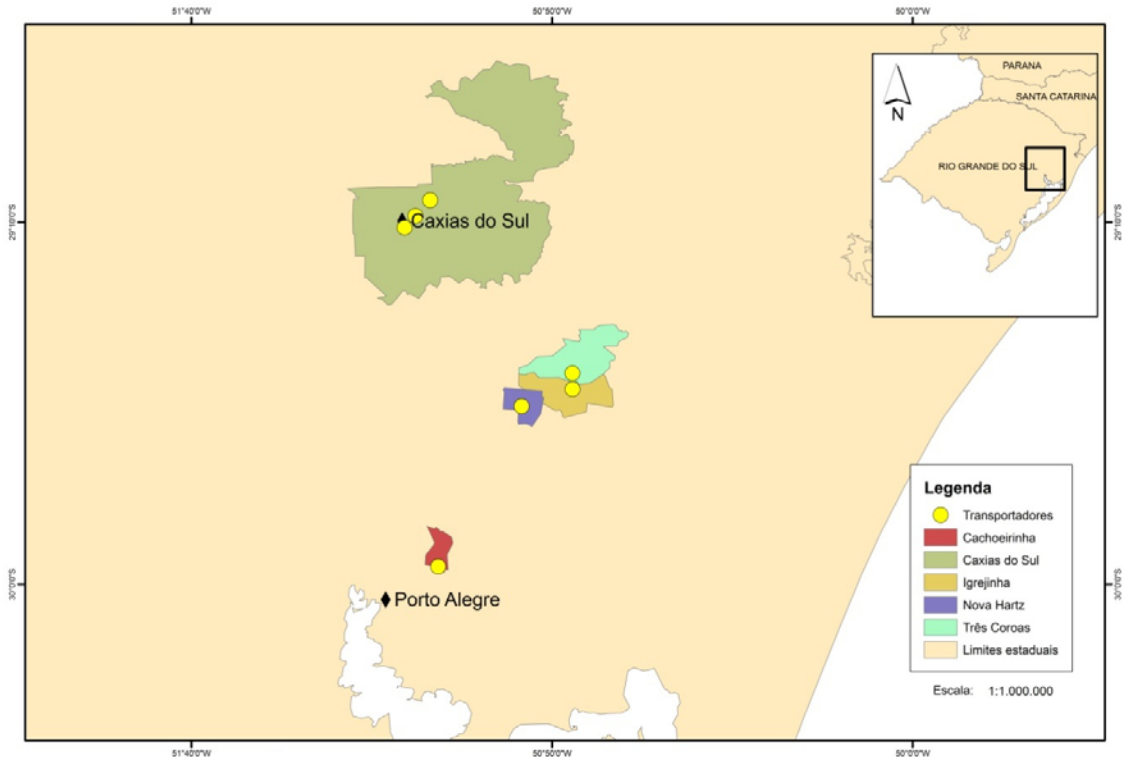 51°40'0"W
50°50'0"W
50°0'0"W
PARANA
SANTA CATARINA
N
RIO GRANDE DO SUL
29°10'0"S
29°10'0"S
Caxias do Sul
Legenda
Transportadores
Cachoeirinha
Caxias do Sul
Igrejinha
Nova Hartz
Três Coroas
Limites estaduais
30°0'0"S
30°0'0"S
Porto Alegre
Escala: 1:1.000.000
51°40'0"W
50°50'0"W
50°0'0"W